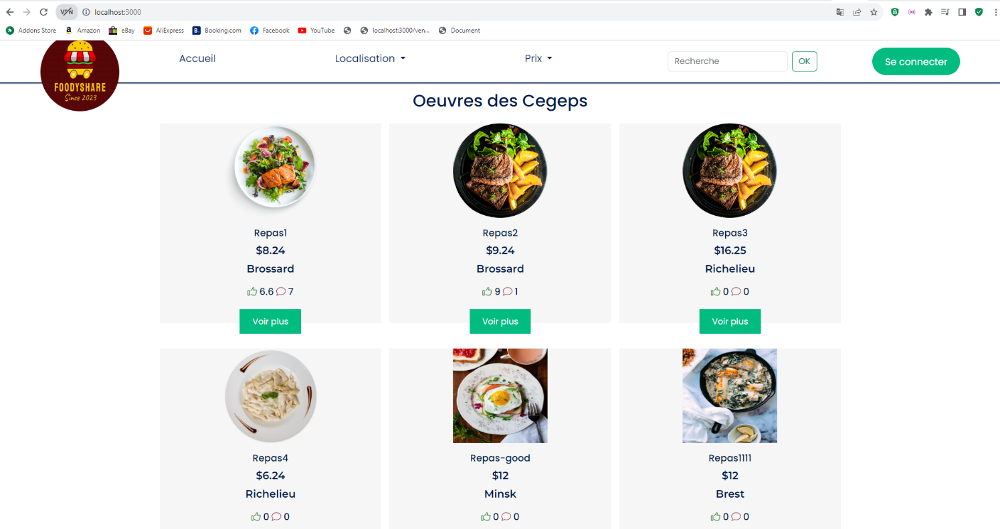 VPN localhost:3000
Addons Store Amazon eBay AliExpress Booking.com Facebook YouTube localhost:3000/ven... Document
FOODYSHARE
Since 2023
Accueil Localisation Prix Recherche OK Se connecter
Oeuvres des Cegeps
Repas1 Repas2 Repas3
$8.24 $9.24 $16.25
Brossard Brossard Richelieu
6.6 7 9 1 0 0
Voir plus Voir plus Voir plus
Repas4 Repas-good Repas1111
$6.24 $12 $12
Richelieu Minsk Brest
0 0 0 0 0 0